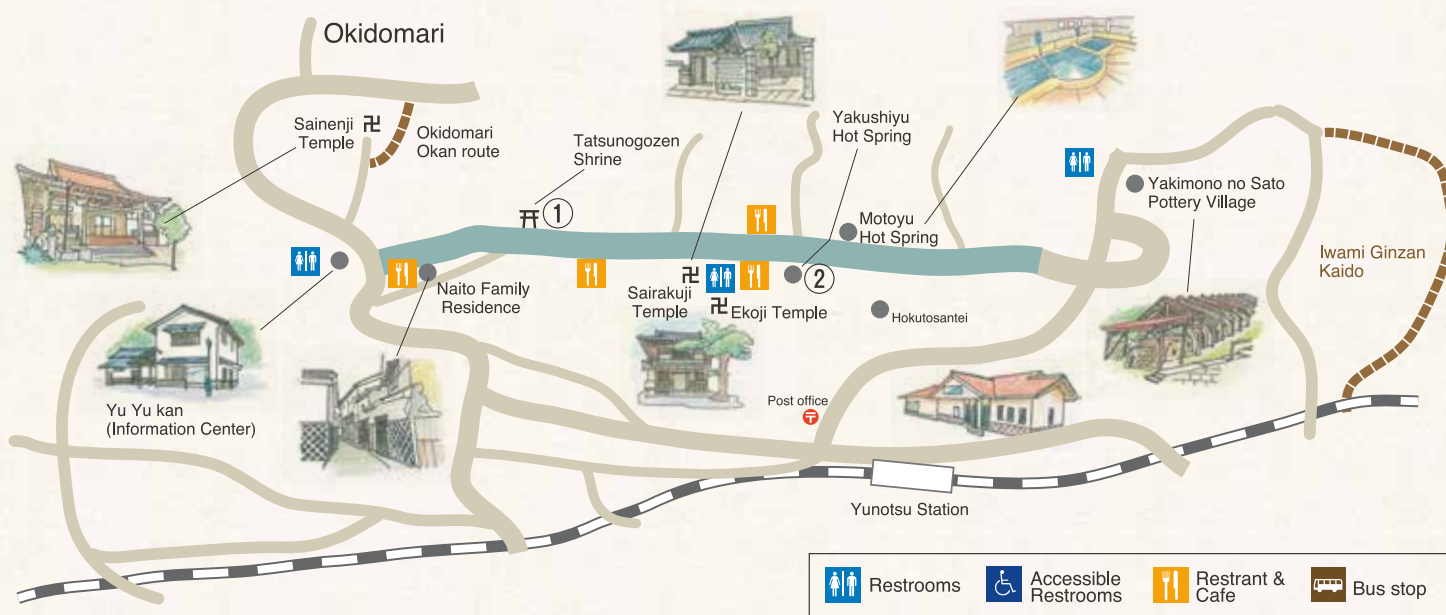 Okidomari
Sainenji
Temple
Okidomari
Okan route
Tatsunogozen
Shrine
①
Yakushiyu
Hot Spring
Motoyu
Hot Spring
Yakimono no Sato
Pottery Village
Iwami Ginzan
Kaido
Naito Family
Residence
Sairakuji
Temple
②
Ekoji Temple
Hokutosantei
Yu Yu kan
(Information Center)
Post office
〒
Yunotsu Station
Restrooms
Accessible
Restrooms
Restrant &
Cafe
Bus stop